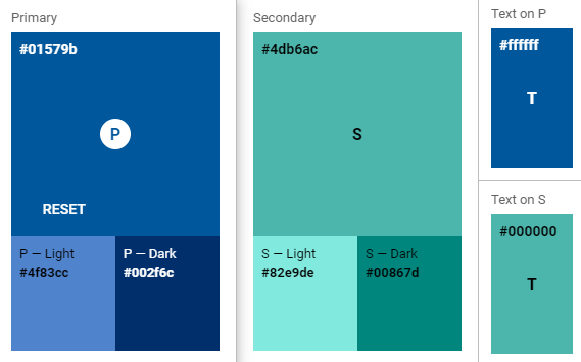 Primary
#01579b
P
RESET
P — Light
#4f83cc
P — Dark
#002f6c
Secondary
#4db6ac
S
S — Light
#82e9de
S — Dark
#00867d
Text on P
#ffffff
T
Text on S
#000000
T